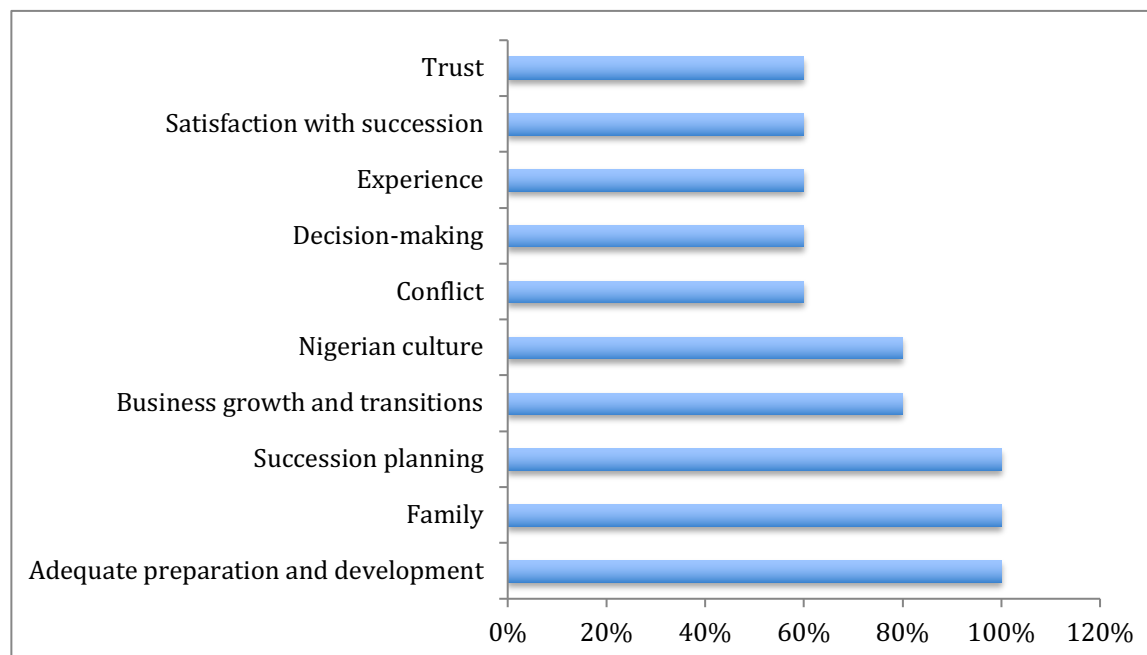 Trust
Satisfaction with succession
Experience
Decision-making
Conflict
Nigerian culture
Business growth and transitions
Succession planning
Family
Adequate preparation and development
0% 20% 40% 60% 80% 100% 120%